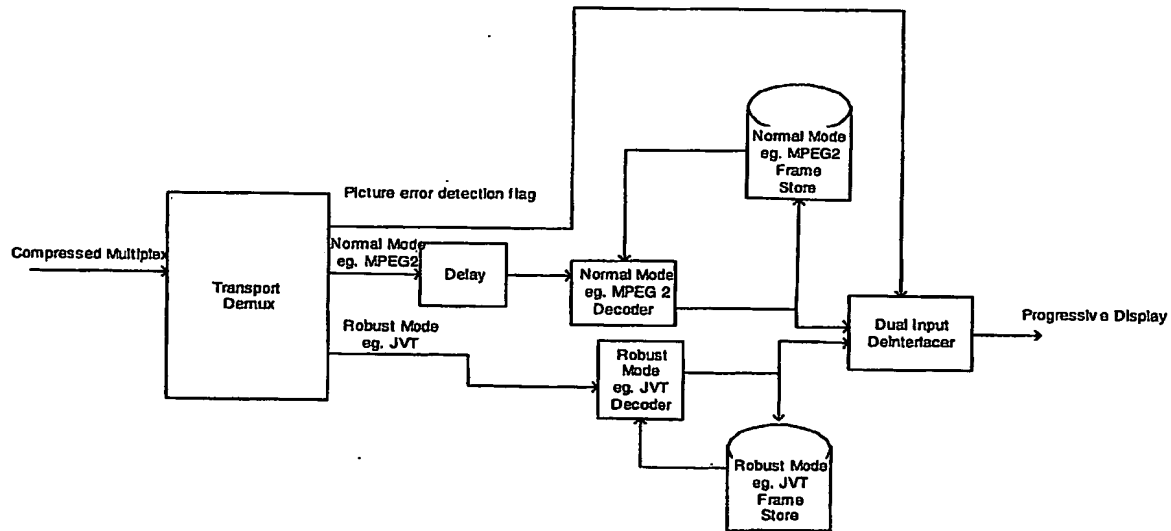 Picture error detection flag
Compressed Multiplex
Transport
Demux
Normal Mode
eg. MPEG2
Delay
Normal Mode
eg. MPEG 2
Decoder
Normal Mode
eg. MPEG2
Frame
Store
Robust Mode
eg. JVT
Robust
Mode
eg. JVT
Decoder
Robust Mode
eg. JVT
Frame
Store
Dual Input
DeInterlacer
Progressive Display